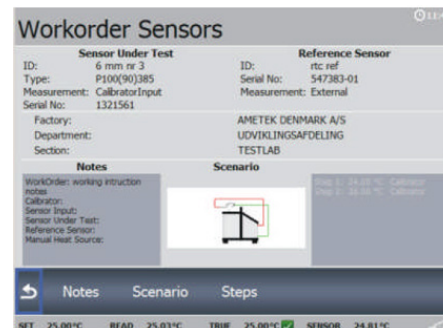 Workorder Sensors
Sensor Under Test
ID: 6 mm nr 3
Type: P100(90)385
Measurement: CalibratorInput
Serial No: 1321561
Reference Sensor
ID: rtc ref
Serial No: 547383-01
Measurement: External
Factory: AMETEK DENMARK A/S
Department: UDVIKLINGSAFDELING
Section: TESTLAB
Notes
WorkOrder: working intruction
notes
Calibrator:
Sensor Input:
Sensor Under Test:
Reference Sensor:
Manual Heat Source:
Scenario
Notes Scenario Steps
SET 25.00°C READ 25.03°C TRUE 25.00°C SENSOR 24.81°C